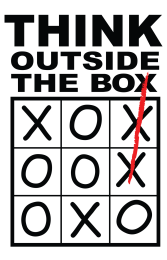 THINK
OUTSIDE
THE BOX
X O X
O O X
O X O